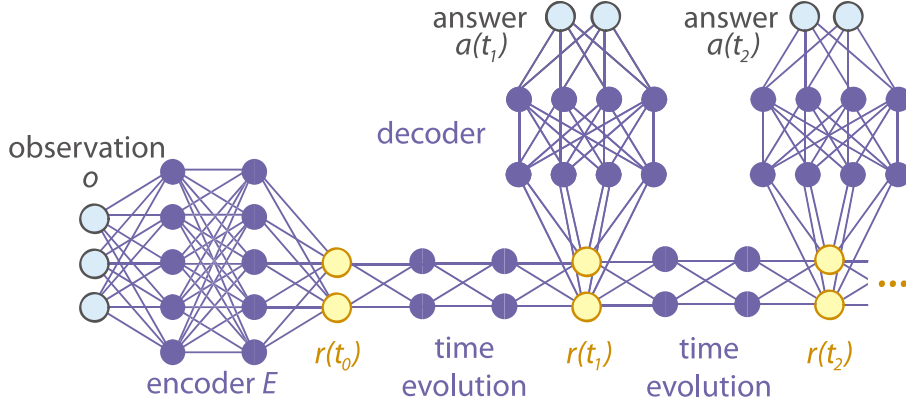 answer
a(t₁)
answer
a(t₂)
decoder
observation
o
encoder E
r(t₀)
time
evolution
r(t₁)
time
evolution
r(t₂)
...